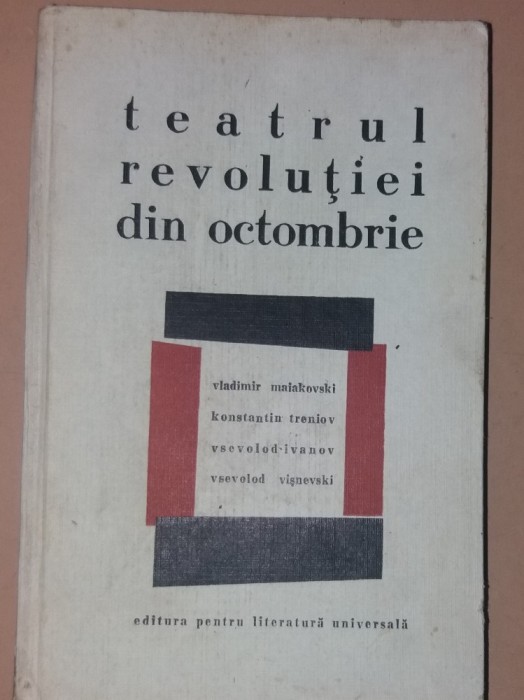 teatrul
revoluţiei
din octombrie
vladimir maiakovski
konstantin treniov
vsevolod-ivanov
vsevolod vişnevski
editura pentru literatură universală